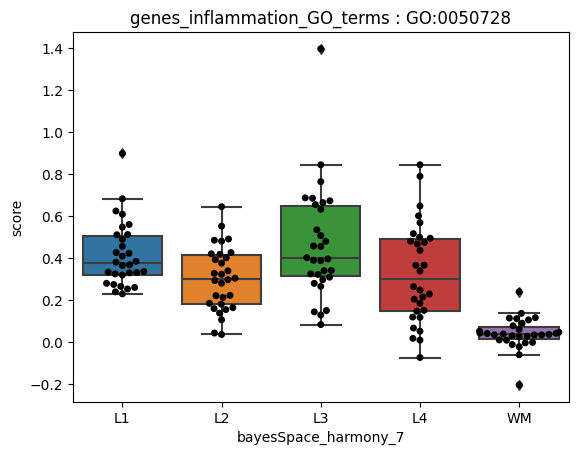 genes_inflammation_GO_terms : GO:0050728
score
1.4
1.2
1.0
0.8
0.6
0.4
0.2
0.0
−0.2
L1 L2 L3 L4 WM
bayesSpace_harmony_7